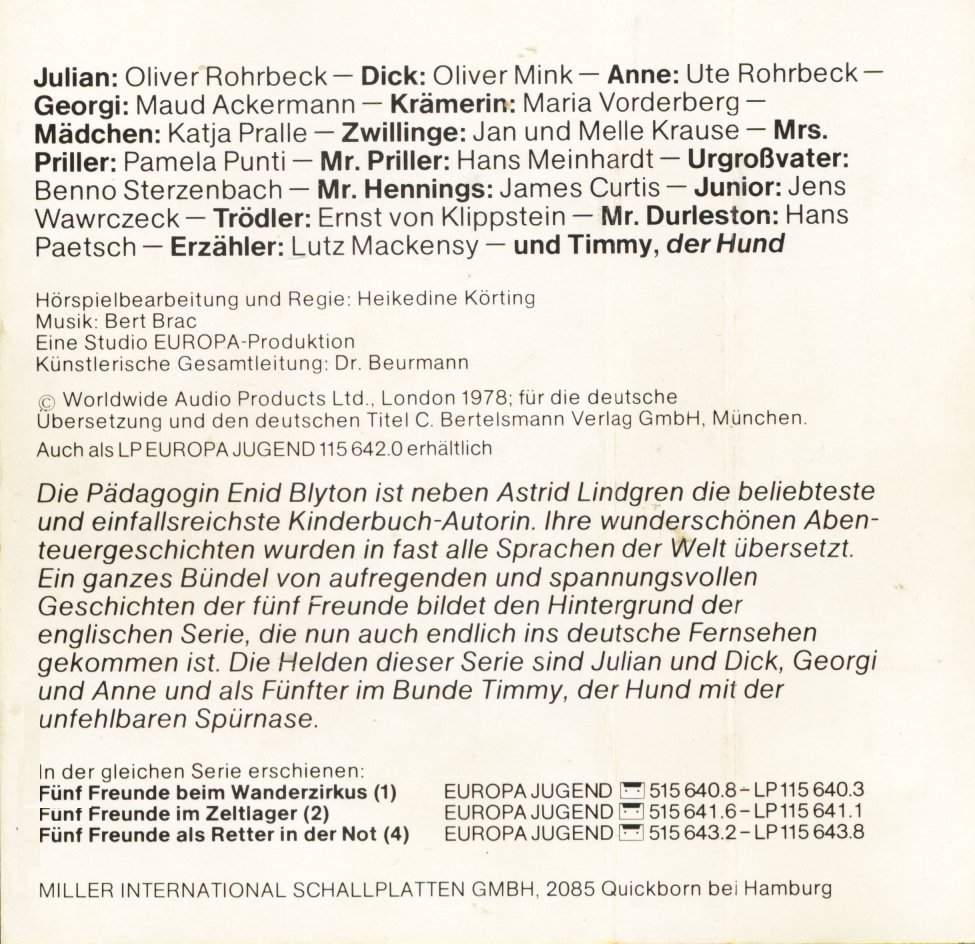 Julian: Oliver Rohrbeck — Dick: Oliver Mink — Anne: Ute Rohrbeck —
Georgi: Maud Ackermann — Krämerin: Maria Vorderberg —
Mädchen: Katja Pralle — Zwillinge: Jan und Melle Krause — Mrs.
Priller: Pamela Punti — Mr. Priller: Hans Meinhardt — Urgroßvater:
Benno Sterzenbach — Mr. Hennings: James Curtis — Junior: Jens
Wawrczeck — Trödler: Ernst von Klippstein — Mr. Durleston: Hans
Paetsch — Erzähler: Lutz Mackensy — und Timmy, der Hund
Hörspielbearbeitung und Regie: Heikedine Körting
Musik: Bert Brac
Eine Studio EUROPA-Produktion
Künstlerische Gesamtleitung: Dr. Beurmann
© Worldwide Audio Products Ltd., London 1978; für die deutsche
Übersetzung und den deutschen Titel C. Bertelsmann Verlag GmbH, München.
Auch als LP EUROPA JUGEND 115 642.0 erhältlich
Die Pädagogin Enid Blyton ist neben Astrid Lindgren die beliebteste
und einfallsreichste Kinderbuch-Autorin. Ihre wunderschönen Aben-
teuergeschichten wurden in fast alle Sprachen der Welt übersetzt.
Ein ganzes Bündel von aufregenden und spannungsvollen
Geschichten der fünf Freunde bildet den Hintergrund der
englischen Serie, die nun auch endlich ins deutsche Fernsehen
gekommen ist. Die Helden dieser Serie sind Julian und Dick, Georgi
und Anne und als Fünfter im Bunde Timmy, der Hund mit der
unfehlbaren Spürnase.
In der gleichen Serie erschienen:
Fünf Freunde beim Wanderzirkus (1) EUROPA JUGEND 515 640.8 – LP 115 640.3
Fünf Freunde im Zeltlager (2) EUROPA JUGEND 515 641.6 – LP 115 641.1
Fünf Freunde als Retter in der Not (4) EUROPA JUGEND 515 643.2 – LP 115 643.8
MILLER INTERNATIONAL SCHALLPLATTEN GMBH, 2085 Quickborn bei Hamburg